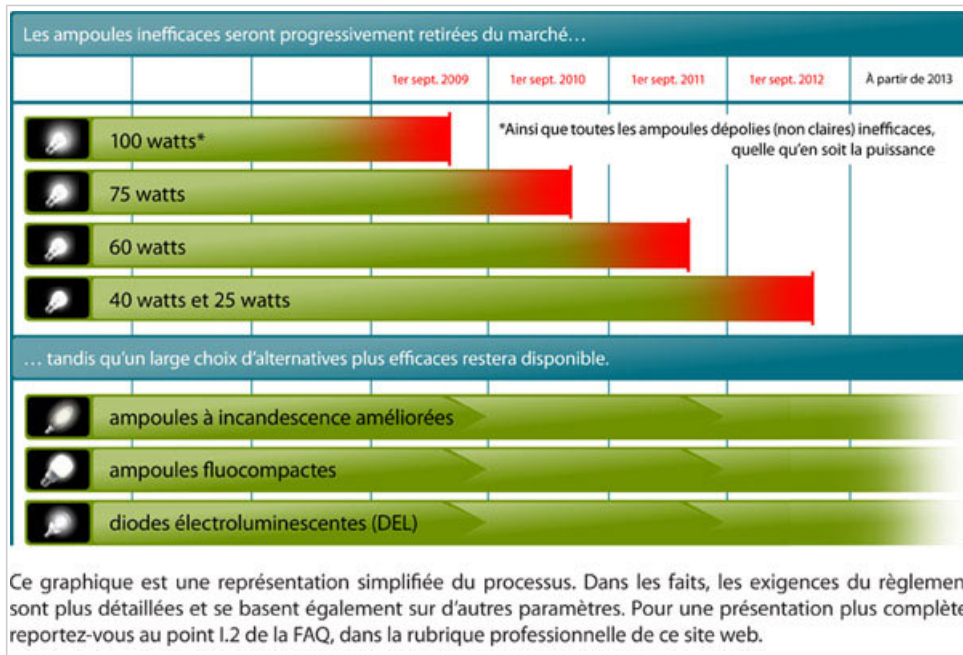 Les ampoules inefficaces seront progressivement retirées du marché…
1er sept. 2009 1er sept. 2010 1er sept. 2011 1er sept. 2012 À partir de 2013
100 watts*
*Ainsi que toutes les ampoules dépolies (non claires) inefficaces,
quelle qu'en soit la puissance
75 watts
60 watts
40 watts et 25 watts
… tandis qu'un large choix d'alternatives plus efficaces restera disponible.
ampoules à incandescence améliorées
ampoules fluocompactes
diodes électroluminescentes (DEL)
Ce graphique est une représentation simplifiée du processus. Dans les faits, les exigences du règlemen
sont plus détaillées et se basent également sur d'autres paramètres. Pour une présentation plus complète
reportez-vous au point I.2 de la FAQ, dans la rubrique professionnelle de ce site web.